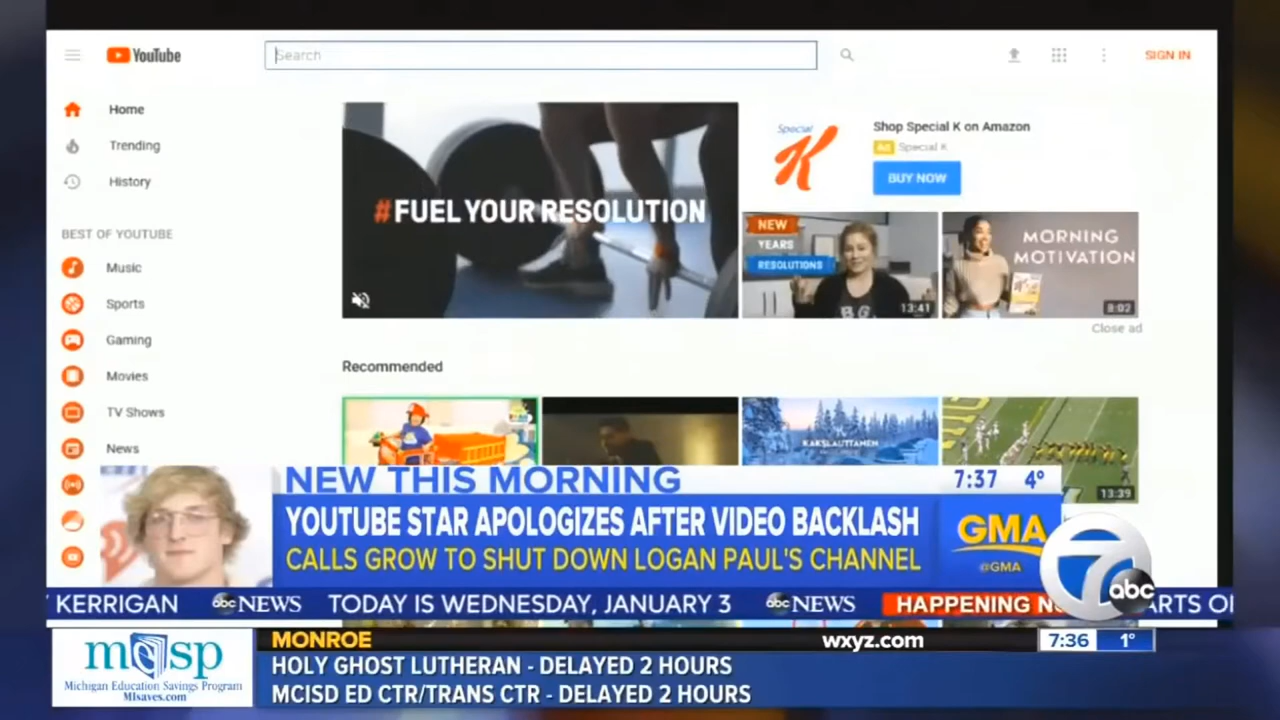 YouTube
Search
SIGN IN
Home
Trending
History
BEST OF YOUTUBE
Music
Sports
Gaming
Movies
TV Shows
News
#FUEL YOUR RESOLUTION
Special K
Shop Special K on Amazon
Ad Special K
BUY NOW
NEW
YEARS
RESOLUTIONS
B.G.
13:41
MORNING
MOTIVATION
8:02
Close ad
Recommended
KAKSLAUTTANEN
13:39
NEW THIS MORNING
7:37 4°
YOUTUBE STAR APOLOGIZES AFTER VIDEO BACKLASH
CALLS GROW TO SHUT DOWN LOGAN PAUL'S CHANNEL
GMA
@GMA
7
abc
Y KERRIGAN abc NEWS TODAY IS WEDNESDAY, JANUARY 3 abc NEWS HAPPENING ARTS
MONROE
wxyz.com
7:36 1°
HOLY GHOST LUTHERAN - DELAYED 2 HOURS
MCISD ED CTR/TRANS CTR - DELAYED 2 HOURS
mesp
Michigan Education Savings Program
MIsaves.com